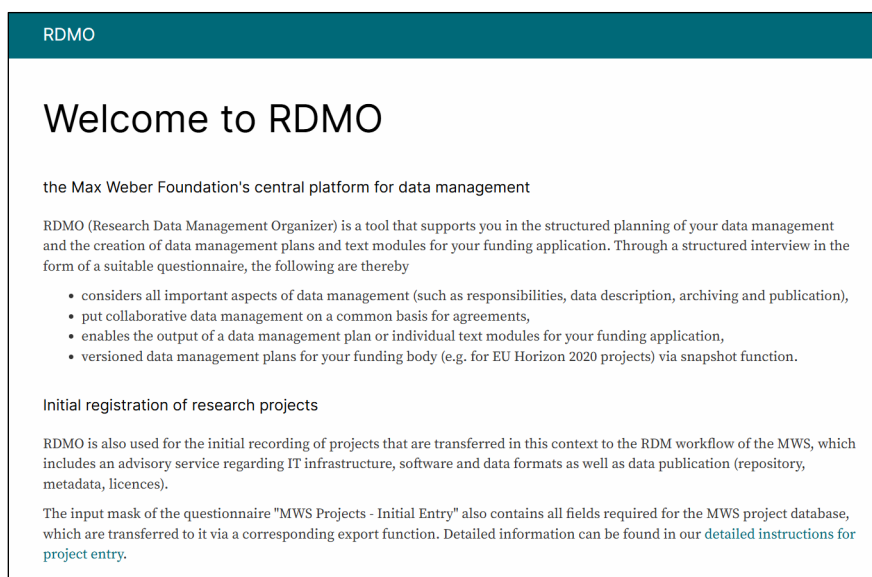 RDMO
Welcome to RDMO
the Max Weber Foundation's central platform for data management
RDMO (Research Data Management Organizer) is a tool that supports you in the structured planning of your data management
and the creation of data management plans and text modules for your funding application. Through a structured interview in the
form of a suitable questionnaire, the following are thereby
• considers all important aspects of data management (such as responsibilities, data description, archiving and publication),
• put collaborative data management on a common basis for agreements,
• enables the output of a data management plan or individual text modules for your funding application,
• versioned data management plans for your funding body (e.g. for EU Horizon 2020 projects) via snapshot function.
Initial registration of research projects
RDMO is also used for the initial recording of projects that are transferred in this context to the RDM workflow of the MWS, which
includes an advisory service regarding IT infrastructure, software and data formats as well as data publication (repository,
metadata, licences).
The input mask of the questionnaire "MWS Projects - Initial Entry" also contains all fields required for the MWS project database,
which are transferred to it via a corresponding export function. Detailed information can be found in our detailed instructions for
project entry.